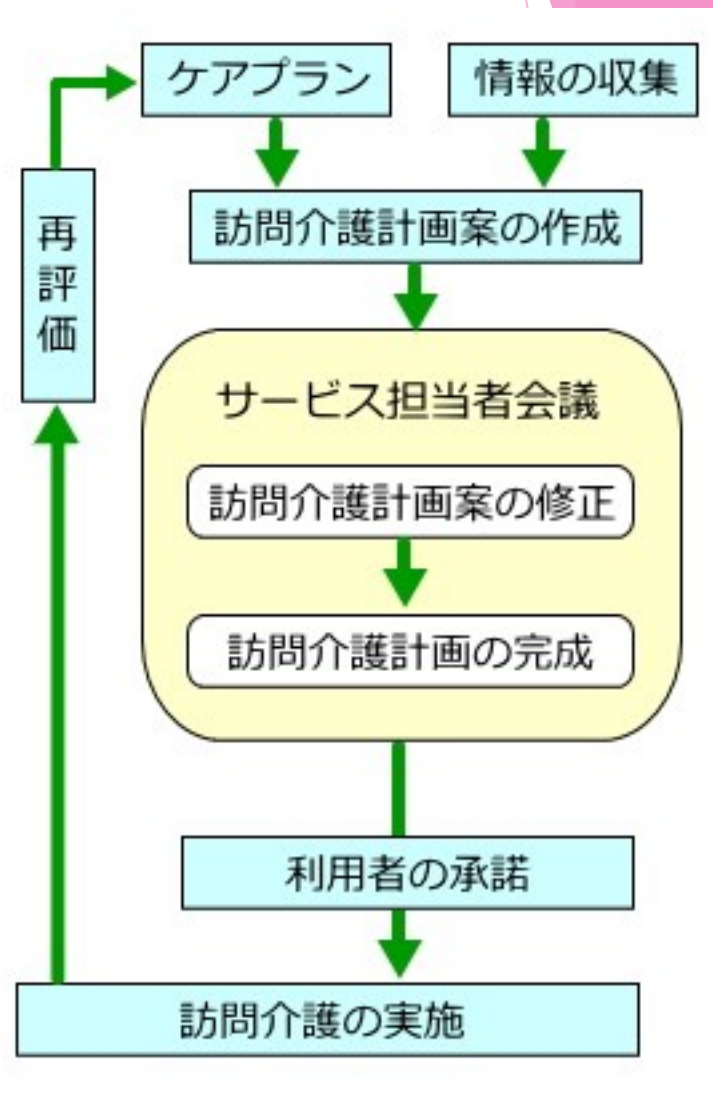 ケアプラン
情報の収集
訪問介護計画案の作成
再評価
サービス担当者会議
訪問介護計画案の修正
訪問介護計画の完成
利用者の承諾
訪問介護の実施